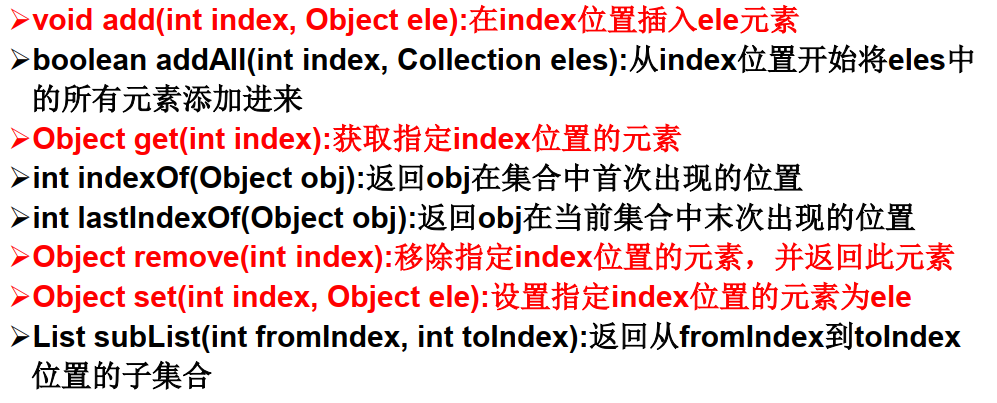 ➢void add(int index, Object ele):在index位置插入ele元素
➢boolean addAll(int index, Collection eles):从index位置开始将eles中
的所有元素添加进来
➢Object get(int index):获取指定index位置的元素
➢int indexOf(Object obj):返回obj在集合中首次出现的位置
➢int lastIndexOf(Object obj):返回obj在当前集合中末次出现的位置
➢Object remove(int index):移除指定index位置的元素，并返回此元素
➢Object set(int index, Object ele):设置指定index位置的元素为ele
➢List subList(int fromIndex, int toIndex):返回从fromIndex到toIndex
位置的子集合